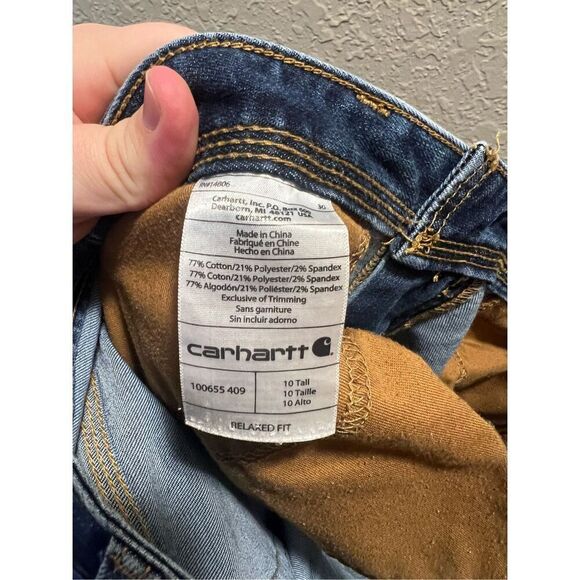 RN#14806
30
Carhartt, Inc. P.O. Box 600
Dearborn, MI 48121 USA
carhartt.com
Made in China
Fabriqué en Chine
Hecho en China
77% Cotton/21% Polyester/2% Spandex
77% Coton/21% Polyester/2% Spandex
77% Algodón/21% Poliéster/2% Spandex
Exclusive of Trimming
Sans garniture
Sin incluir adorno
carhartt
100655 409
10 Tall
10 Taille
10 Alto
RELAXED FIT